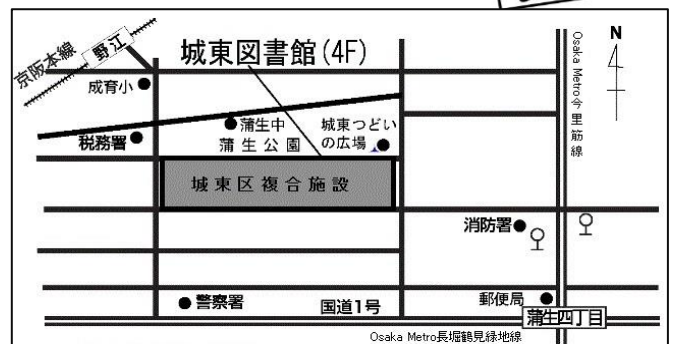 京阪本線
野江
城東図書館(4F)
N
Osaka Metro今里筋線
成育小
蒲生中
城東つどい
の広場
税務署
蒲生公園
城東区複合施設
消防署
警察署
国道1号
郵便局
蒲生四丁目
Osaka Metro長堀鶴見緑地線